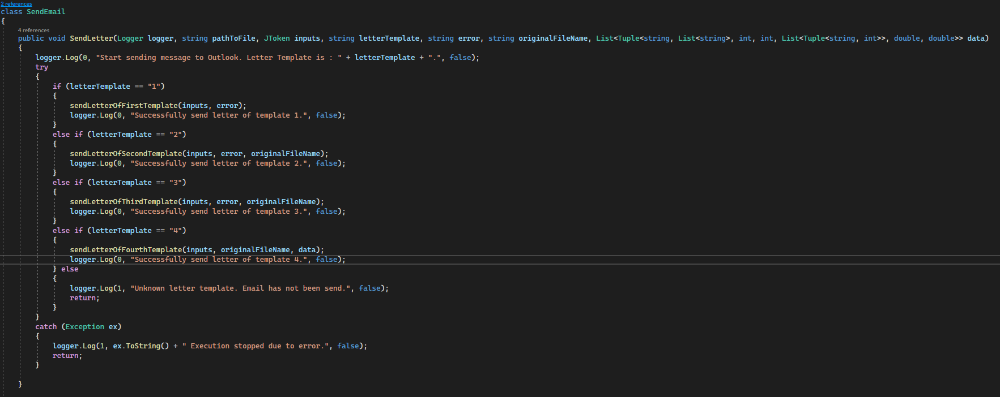 2 references
class SendEmail
{
4 references
public void SendLetter(Logger logger, string pathToFile, JToken inputs, string letterTemplate, string error, string originalFileName, List<Tuple<string, List<string>, int, int, List<Tuple<string, int>>, double, double>> data)
{
logger.Log(0, "Start sending message to Outlook. Letter Template is : " + letterTemplate + ".", false);
try
{
if (letterTemplate == "1")
{
sendLetterOfFirstTemplate(inputs, error);
logger.Log(0, "Successfully send letter of template 1.", false);
}
else if (letterTemplate == "2")
{
sendLetterOfSecondTemplate(inputs, error, originalFileName);
logger.Log(0, "Successfully send letter of template 2.", false);
}
else if (letterTemplate == "3")
{
sendLetterOfThirdTemplate(inputs, error, originalFileName);
logger.Log(0, "Successfully send letter of template 3.", false);
}
else if (letterTemplate == "4")
{
sendLetterOfFourthTemplate(inputs, originalFileName, data);
logger.Log(0, "Successfully send letter of template 4.", false);
} else
{
logger.Log(1, "Unknown letter template. Email has not been send.", false);
return;
}
}
catch (Exception ex)
{
logger.Log(1, ex.ToString() + " Execution stopped due to error.", false);
return;
}
}